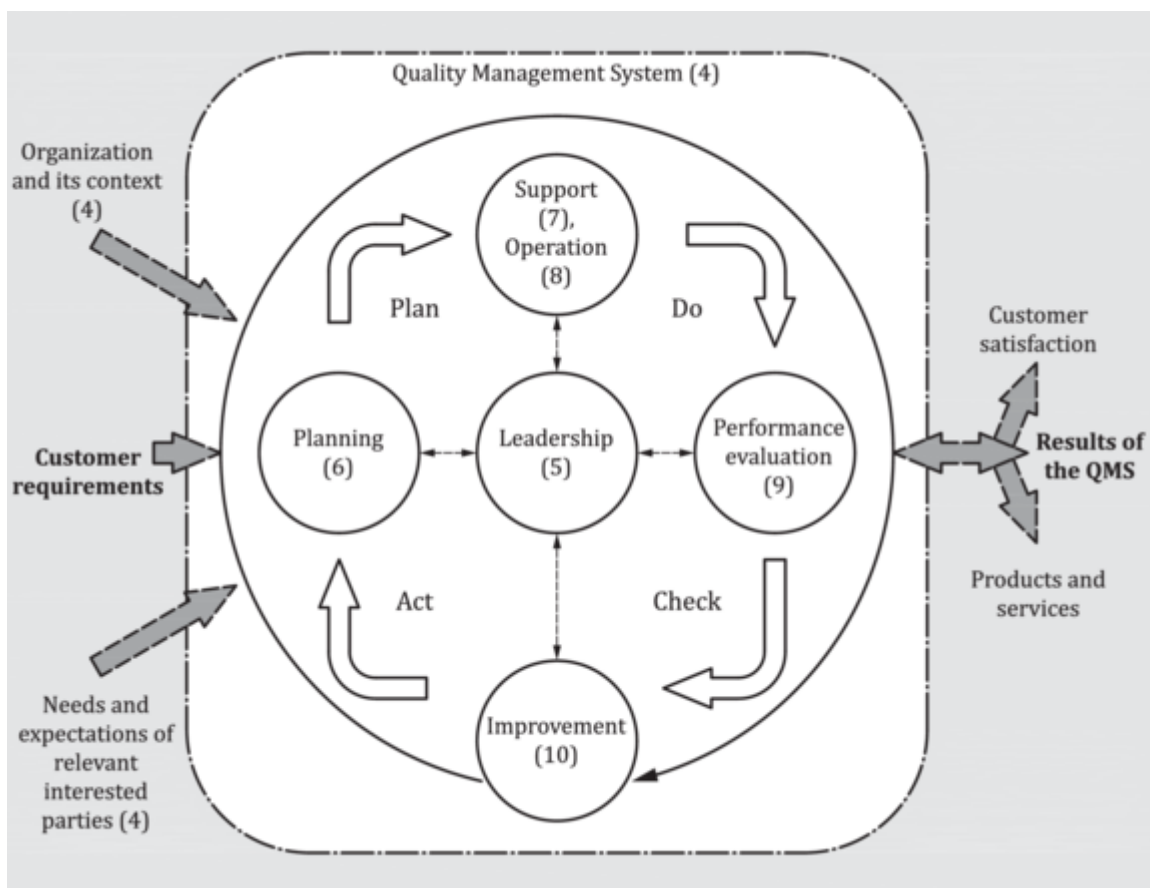 Quality Management System (4)
Organization
and its context
(4)
Support
(7),
Operation
(8)
Plan
Do
Customer
satisfaction
Planning
(6)
Leadership
(5)
Performance
evaluation
(9)
Customer
requirements
Results of
the QMS
Act
Check
Products and
services
Needs and
expectations of
relevant
interested
parties (4)
Improvement
(10)